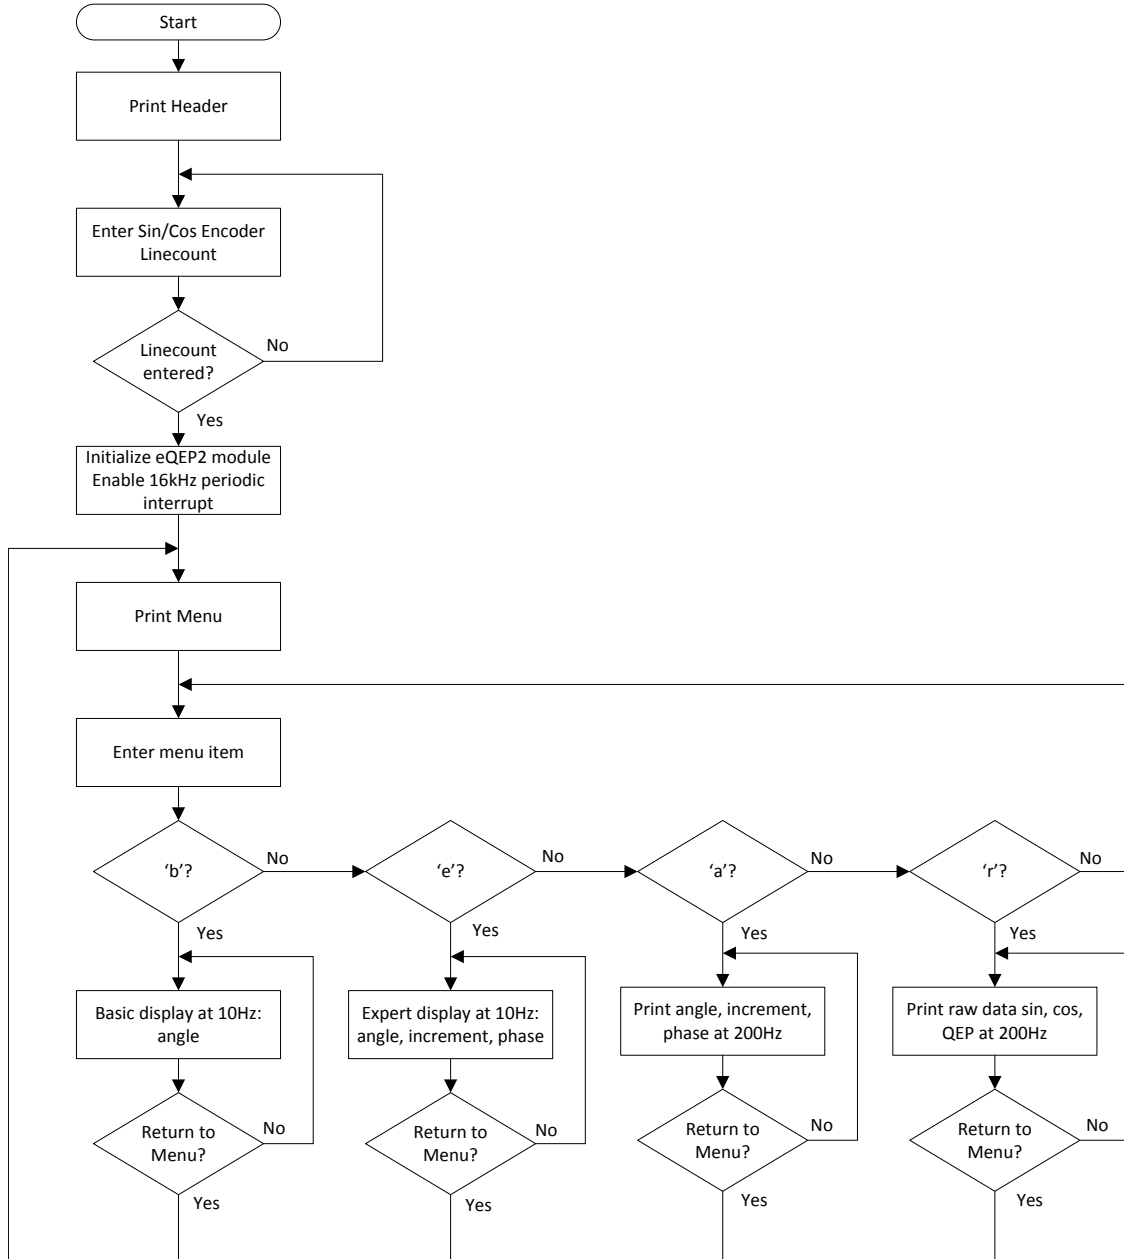 Start
Print Header
Enter Sin/Cos Encoder
Linecount
Linecount
entered?
No
Yes
Initialize eQEP2 module
Enable 16kHz periodic
interrupt
Print Menu
Enter menu item
‘b’?
No
‘e’?
No
‘a’?
No
‘r’?
No
Yes
Yes
Yes
Yes
Basic display at 10Hz:
angle
Expert display at 10Hz:
angle, increment, phase
Print angle, increment,
phase at 200Hz
Print raw data sin, cos,
QEP at 200Hz
Return to
Menu?
No
Return to
Menu?
No
Return to
Menu?
No
Return to
Menu?
No
Yes
Yes
Yes
Yes